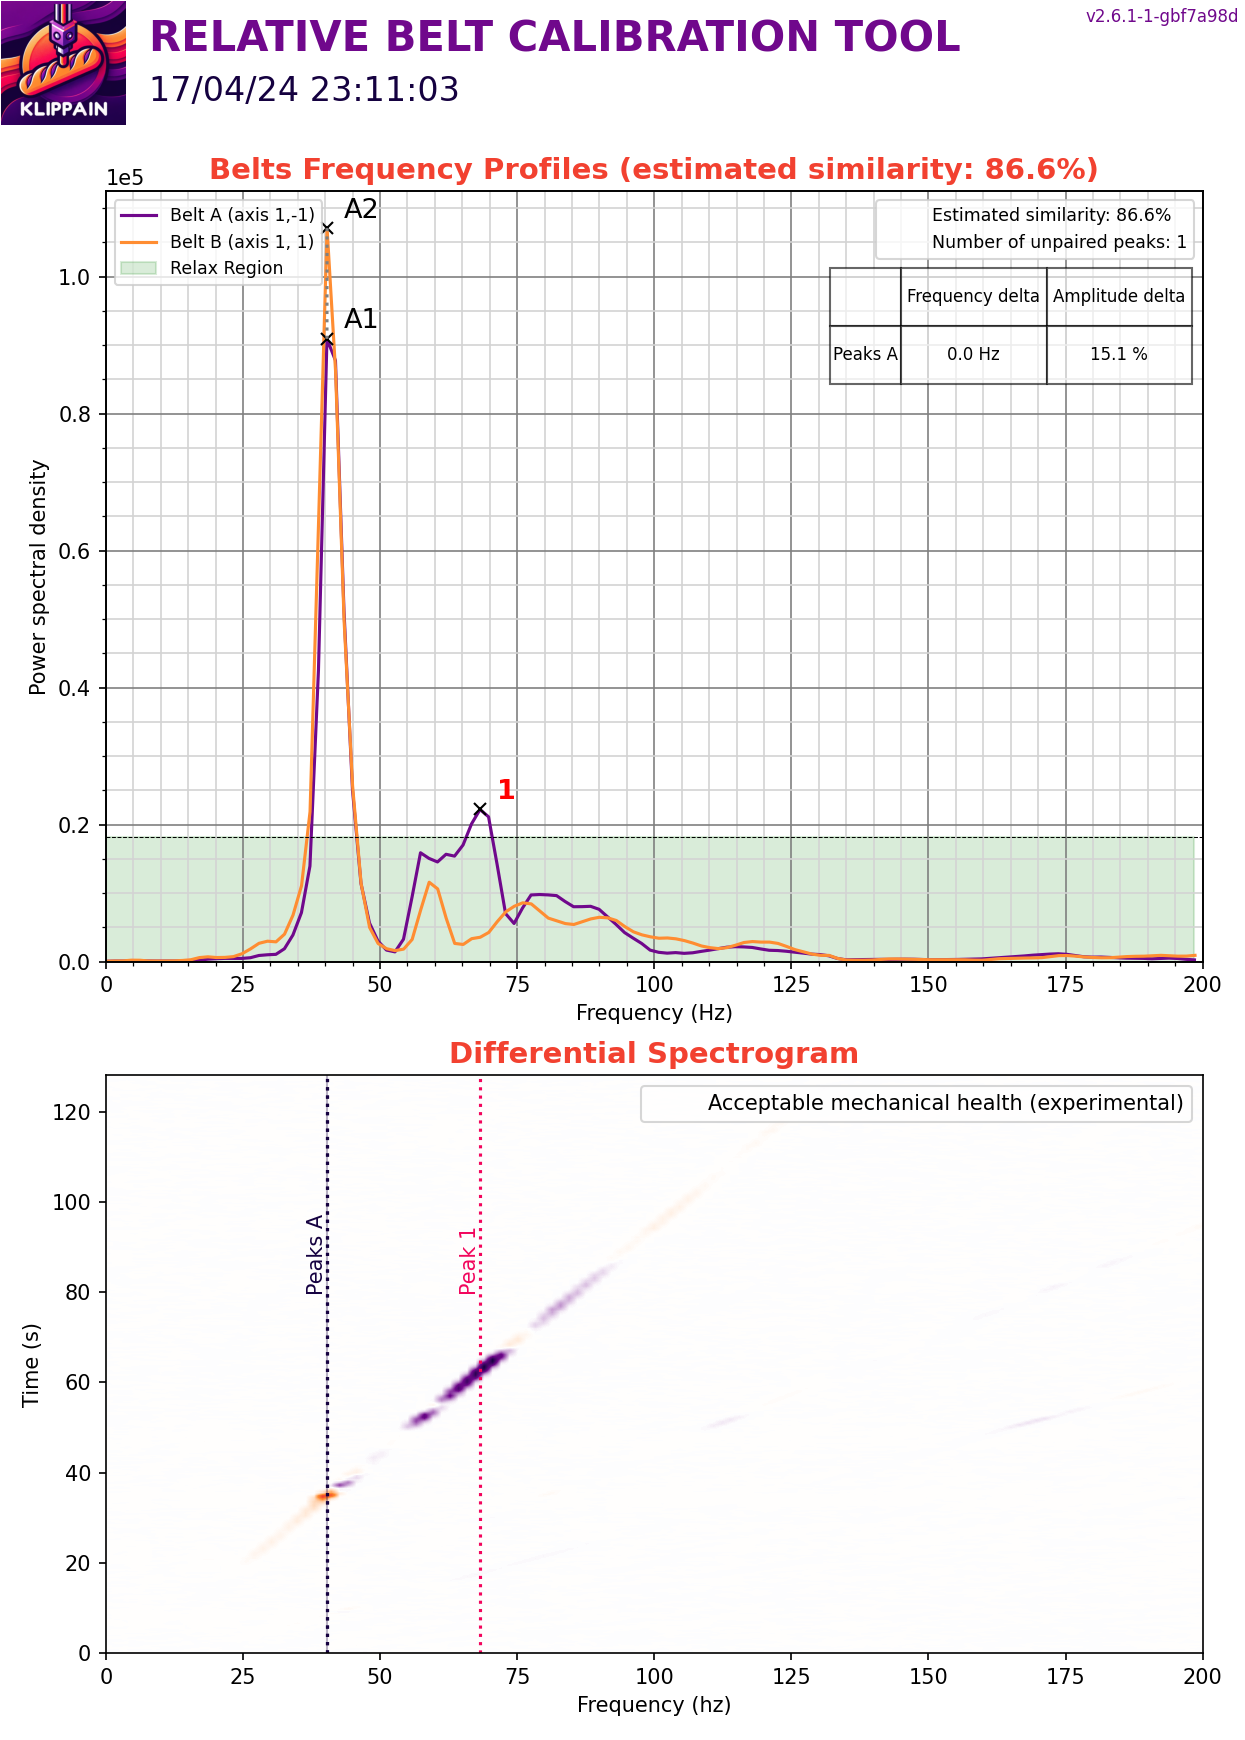 KLIPPAIN
RELATIVE BELT CALIBRATION TOOL
v2.6.1-1-gbf7a98d
17/04/24 23:11:03
Belts Frequency Profiles (estimated similarity: 86.6%)
1e5
Belt A (axis 1,-1)
Belt B (axis 1, 1)
Relax Region
A2
A1
1
Estimated similarity: 86.6%
Number of unpaired peaks: 1
Frequency delta Amplitude delta
Peaks A 0.0 Hz 15.1 %
Power spectral density
1.0
0.8
0.6
0.4
0.2
0.0
0 25 50 75 100 125 150 175 200
Frequency (Hz)
Differential Spectrogram
Acceptable mechanical health (experimental)
Peaks A
Peak 1
Time (s)
120
100
80
60
40
20
0
0 25 50 75 100 125 150 175 200
Frequency (hz)